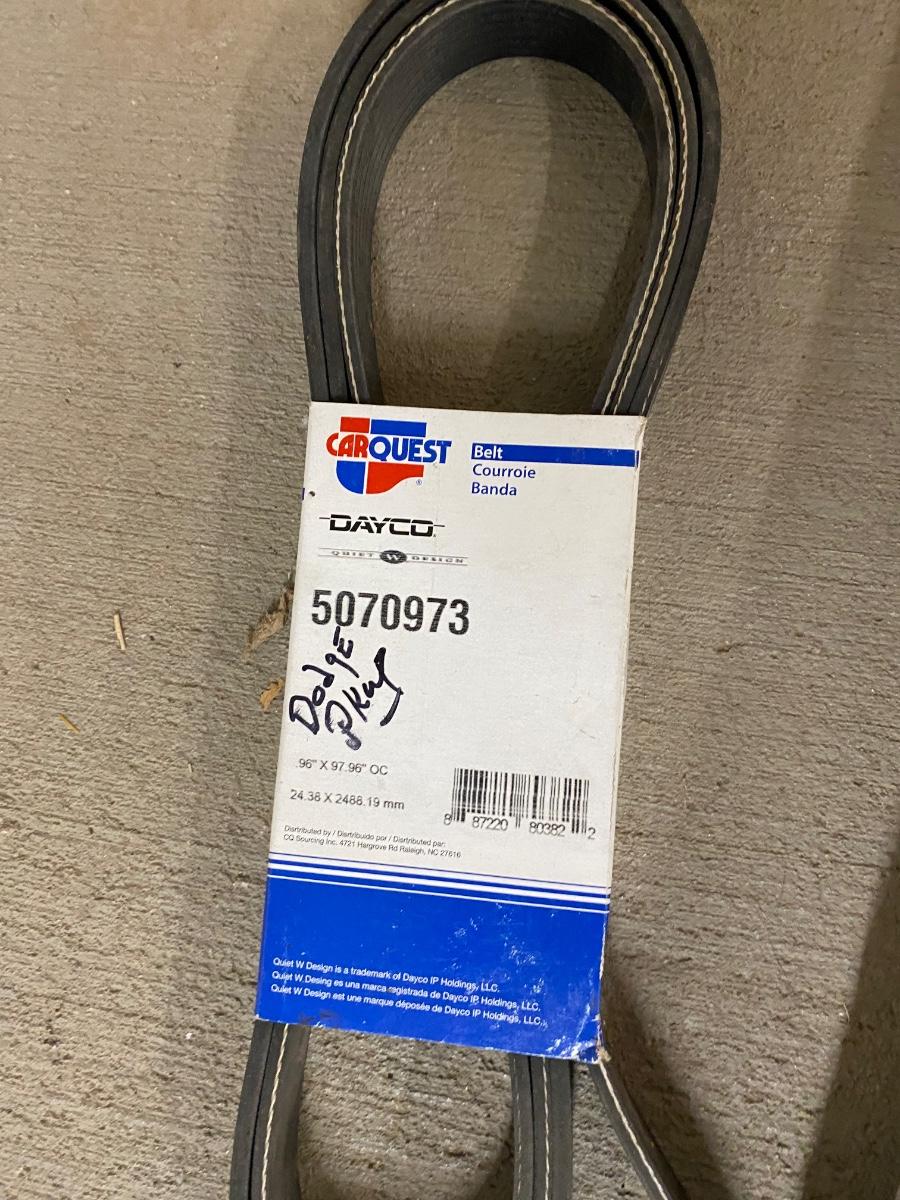 CARQUEST®
Belt
Courroie
Banda
DAYCO®
QUIET W DESIGN
5070973
Dodge
Pkup
.96" X 97.96" OC
24.38 X 2488.19 mm
8 87220 80382 2
Disrtributed by / Disrtribuido por / Disrtributed par:
CQ Sourcing Inc. 4721 Hargrove Rd Raleigh, NC 27616
Quiet W Design is a trademark of Dayco IP Holdings, LLC.
Quiet W Desing es una marca registrada de Dayco IP Holdings, LLC.
Quiet W Design est une marque déposée de Dayco IP Holdings, LLC.